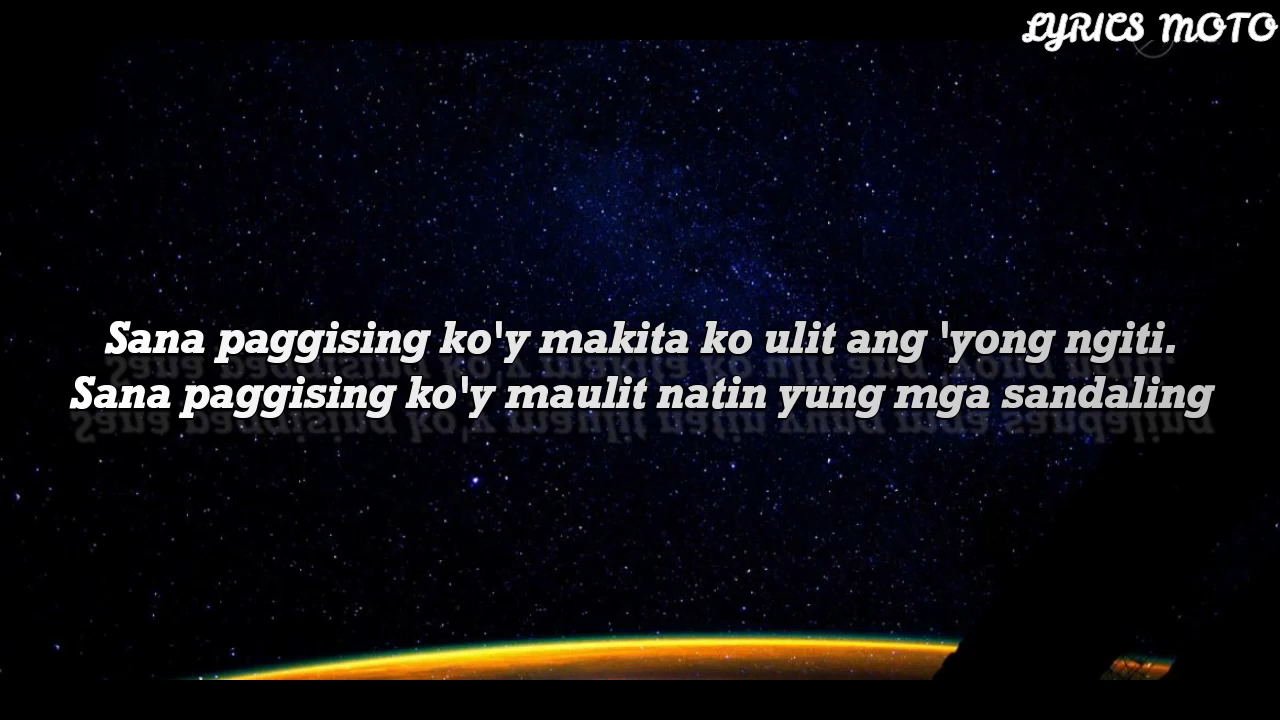 LYRICS MOTO
Sana paggising ko'y makita ko ulit ang 'yong ngiti.
Sana paggising ko'y maulit natin yung mga sandaling